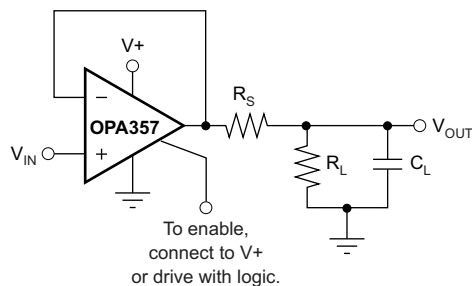 V+
−
OPA357
+
V_IN
R_S
V_OUT
R_L
C_L
To enable,
connect to V+
or drive with logic.